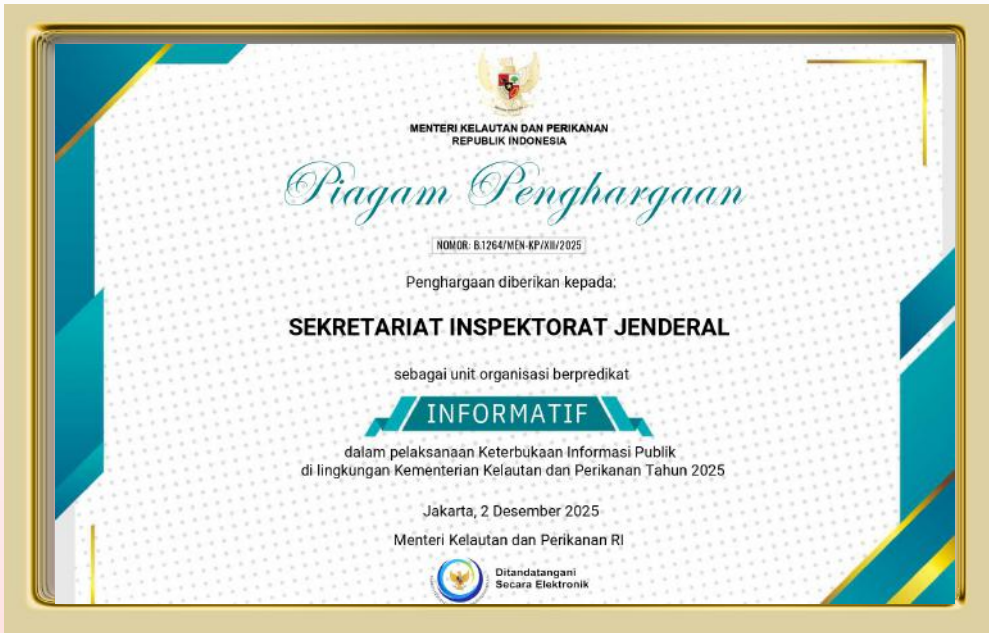 MENTERI KELAUTAN DAN PERIKANAN
REPUBLIK INDONESIA
Piagam Penghargaan
NOMOR: B.1264/MEN-KP/XII/2025
Penghargaan diberikan kepada:
SEKRETARIAT INSPEKTORAT JENDERAL
sebagai unit organisasi berpredikat
INFORMATIF
dalam pelaksanaan Keterbukaan Informasi Publik
di lingkungan Kementerian Kelautan dan Perikanan Tahun 2025
Jakarta, 2 Desember 2025
Menteri Kelautan dan Perikanan RI
Ditandatangani
Secara Elektronik